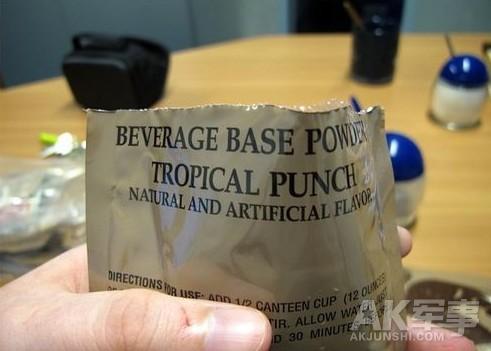 BEVERAGE BASE POWDER
TROPICAL PUNCH
NATURAL AND ARTIFICIAL FLAVOR
DIRECTIONS FOR USE: ADD 1/2 CANTEEN CUP (12 OUNCES
STIR. ALLOW WATER
30 MINUTES
AK军事
AKJUNSHI.COM